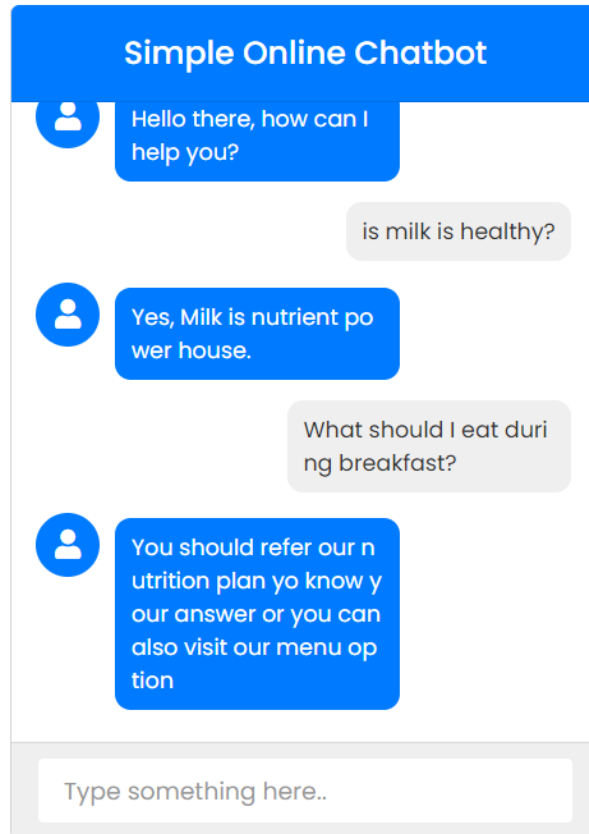 Simple Online Chatbot
Hello there, how can I
help you?
is milk is healthy?
Yes, Milk is nutrient po
wer house.
What should I eat duri
ng breakfast?
You should refer our n
utrition plan yo know y
our answer or you can
also visit our menu op
tion
Type something here..